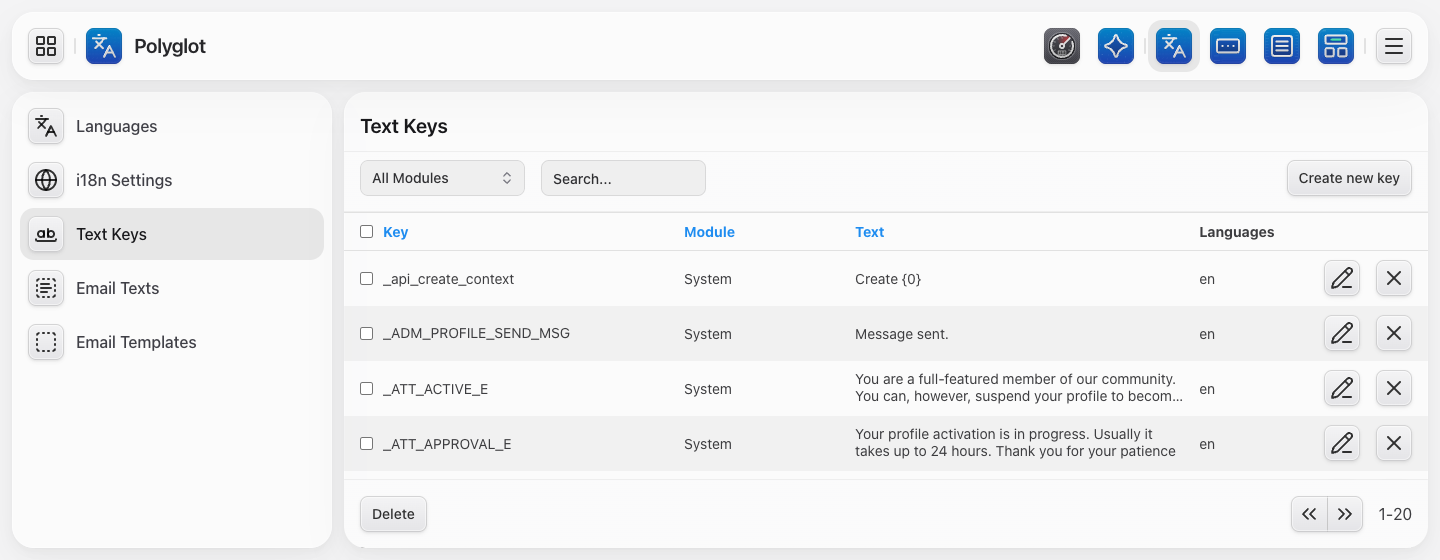 Polyglot
Languages
i18n Settings
Text Keys
Email Texts
Email Templates
Text Keys
All Modules
Search...
Create new key
Key Module Text Languages
_api_create_context System Create {0} en
_ADM_PROFILE_SEND_MSG System Message sent. en
_ATT_ACTIVE_E System You are a full-featured member of our community.
You can, however, suspend your profile to becom... en
_ATT_APPROVAL_E System Your profile activation is in progress. Usually it
takes up to 24 hours. Thank you for your patience en
Delete
1-20